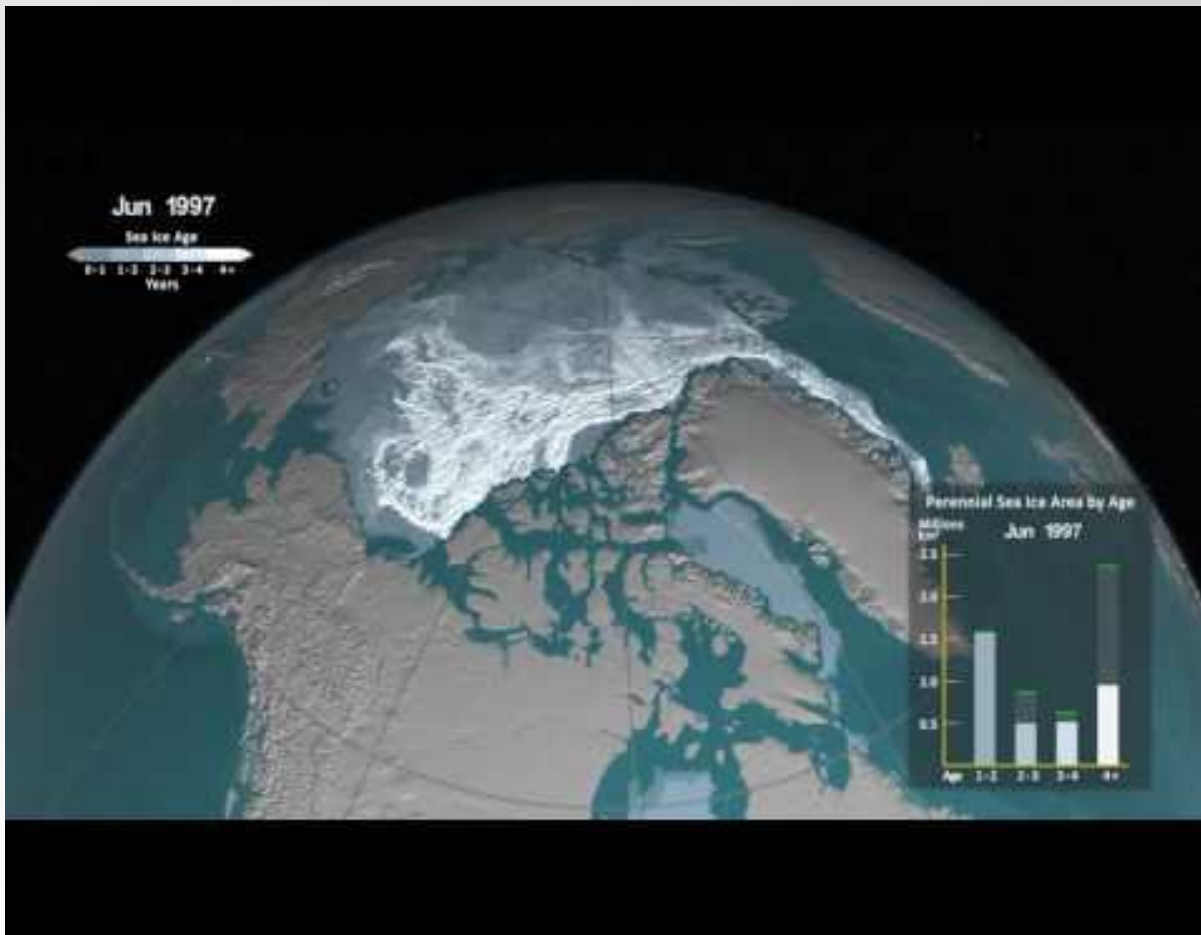 Jun 1997
Sea Ice Age
0-1 1-2 2-3 3-4 4+
Years
Perennial Sea Ice Area by Age
Millions
km²
Jun 1997
2.5
2.0
1.5
1.0
0.5
Age 1-2 2-3 3-4 4+